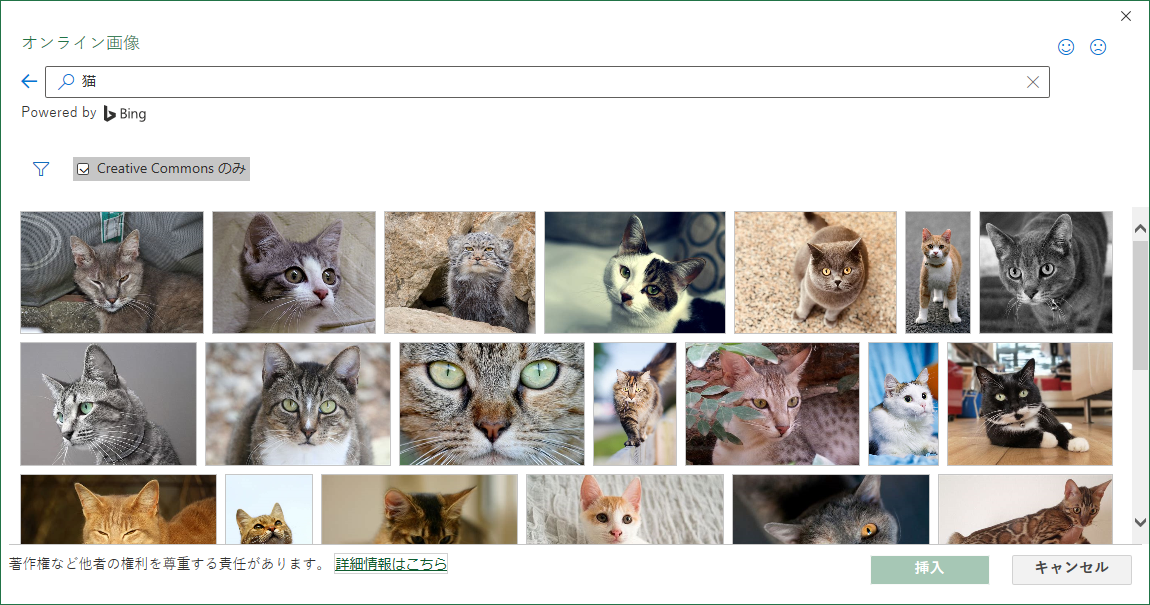 オンライン画像
猫
Powered by Bing
Creative Commons のみ
著作権など他者の権利を尊重する責任があります。 詳細情報はこちら
挿入
キャンセル